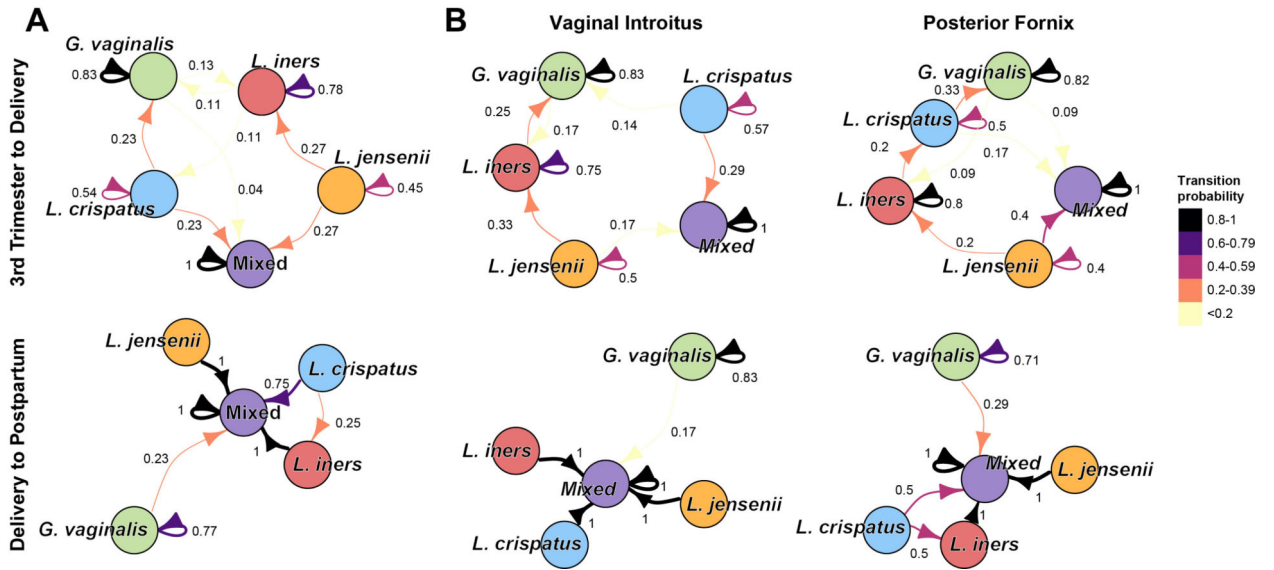 A
B
Vaginal Introitus
Posterior Fornix
3rd Trimester to Delivery
G. vaginalis
0.83
0.13
L. iners
0.78
0.11
0.11
0.23
0.27
L. jensenii
0.45
0.54
L. crispatus
0.04
0.23
0.27
1
Mixed
G. vaginalis
0.83
L. crispatus
0.57
0.25
0.17
0.14
L. iners
0.75
0.29
0.33
0.17
Mixed
1
L. jensenii
0.5
G. vaginalis
0.82
0.33
L. crispatus
0.5
0.09
0.2
0.17
0.09
L. iners
0.8
Mixed
1
0.4
0.2
L. jensenii
0.4
Transition
probability
0.8-1
0.6-0.79
0.4-0.59
0.2-0.39
<0.2
Delivery to Postpartum
L. jensenii
1
L. crispatus
0.75
1
Mixed
0.25
1
L. iners
0.23
G. vaginalis
0.77
G. vaginalis
0.83
0.17
L. iners
1
Mixed
1
L. jensenii
1
1
L. crispatus
G. vaginalis
0.71
0.29
1
Mixed
L. jensenii
1
0.5
1
L. crispatus
0.5
L. iners